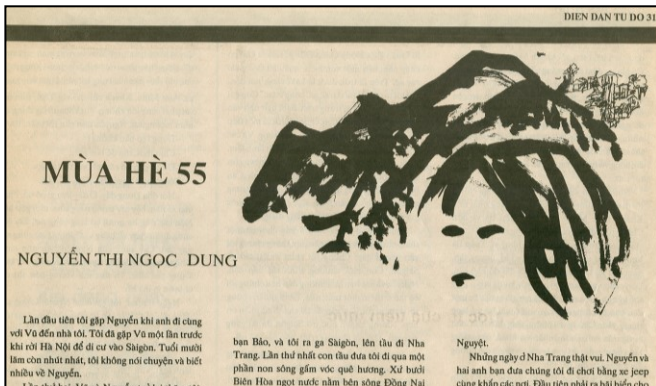 DIEN DAN TU DO 31
MÙA HÈ 55
NGUYỄN THỊ NGỌC DUNG
Lần đầu tiên tôi gặp Nguyễn khi anh đi cùng
với Vũ đến nhà tôi. Tôi đã gặp Vũ một lần trước
khi rời Hà Nội để di cư vào Sàigòn. Tuổi mười
lăm còn nhút nhát, tôi không nói chuyện và biết
nhiều về Nguyễn.
bạn Bảo, và tôi ra ga Sàigòn, lên tầu đi Nha
Trang. Lần thứ nhất con tầu đưa tôi đi qua một
phần non sông gấm vóc quê hương. Xứ bưởi
Biên Hòa ngọt nước nằm bên sông Đồng Nai
Nguyệt.
Những ngày ở Nha Trang thật vui. Nguyễn và
hai anh bạn đưa chúng tôi đi chơi bằng xe jeep
cùng khắp các nơi. Đầu tiên phải ra bãi biển cho